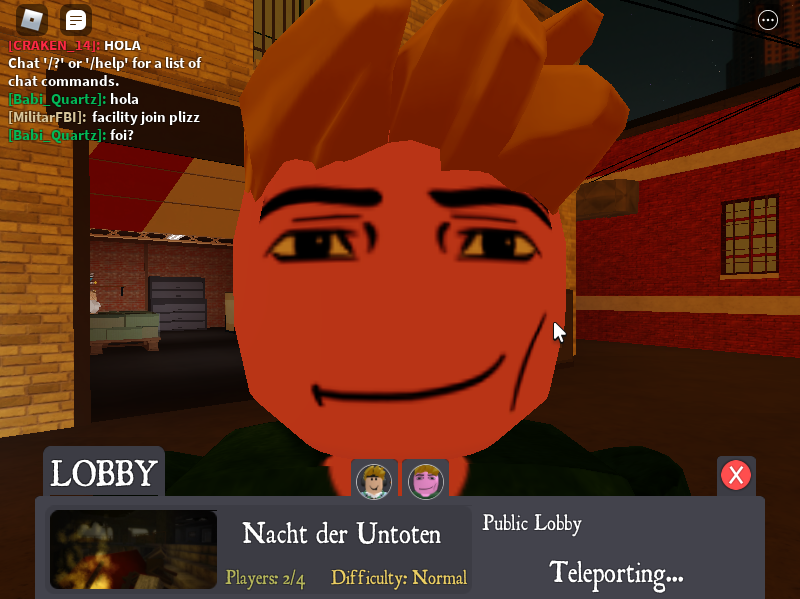 [CRAKEN_14]: HOLA
Chat '/?' or '/help' for a list of
chat commands.
[Babi_Quartz]: hola
[MilitarFBI]: facility join plizz
[Babi_Quartz]: foi?
LOBBY
X
Nacht der Untoten
Public Lobby
Players: 2/4
Difficulty: Normal
Teleporting...